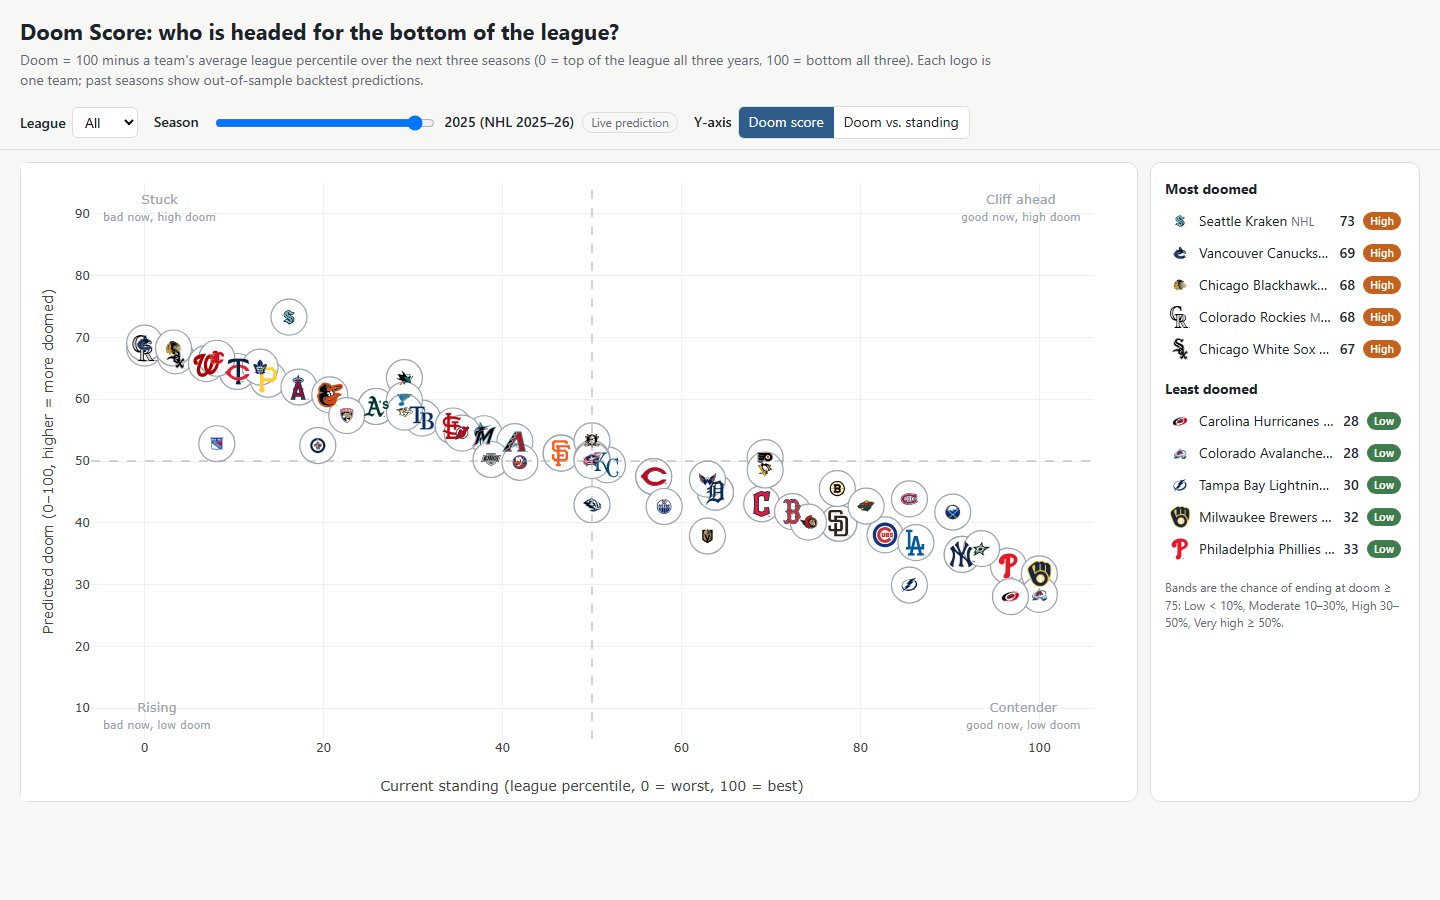 Doom Score: who is headed for the bottom of the league?
Doom = 100 minus a team's average league percentile over the next three seasons (0 = top of the league all three years, 100 = bottom all three). Each logo is
one team; past seasons show out-of-sample backtest predictions.
League All Season 2025 (NHL 2025–26) Live prediction Y-axis Doom score Doom vs. standing
Stuck
bad now, high doom
Cliff ahead
good now, high doom
90
80
70
60
50
40
30
20
10
Predicted doom (0–100, higher = more doomed)
Rising
bad now, low doom
Contender
good now, low doom
0 20 40 60 80 100
Current standing (league percentile, 0 = worst, 100 = best)
Most doomed
Seattle Kraken NHL 73 High
Vancouver Canucks... 69 High
Chicago Blackhawk... 68 High
Colorado Rockies M... 68 High
Chicago White Sox ... 67 High
Least doomed
Carolina Hurricanes ... 28 Low
Colorado Avalanche... 28 Low
Tampa Bay Lightnin... 30 Low
Milwaukee Brewers ... 32 Low
Philadelphia Phillies ... 33 Low
Bands are the chance of ending at doom ≥
75: Low < 10%, Moderate 10–30%, High 30–
50%, Very high ≥ 50%.